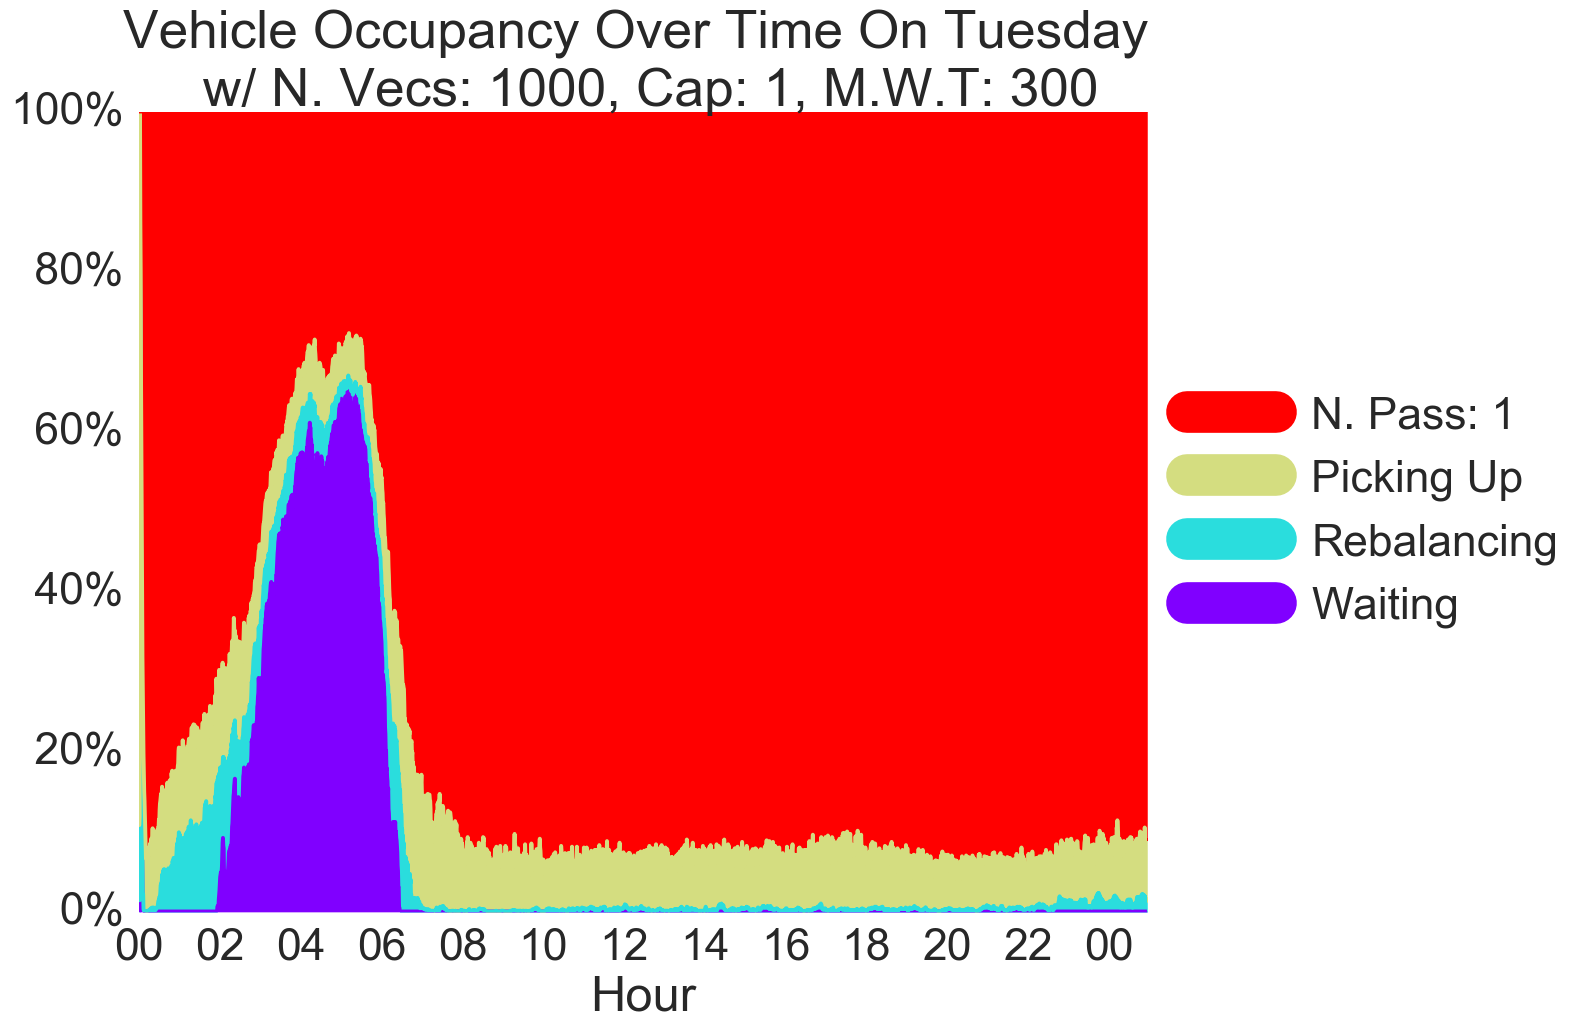 Vehicle Occupancy Over Time On Tuesday
w/ N. Vecs: 1000, Cap: 1, M.W.T: 300
100%
80%
60%
40%
20%
0%
00 02 04 06 08 10 12 14 16 18 20 22 00
Hour
N. Pass: 1
Picking Up
Rebalancing
Waiting